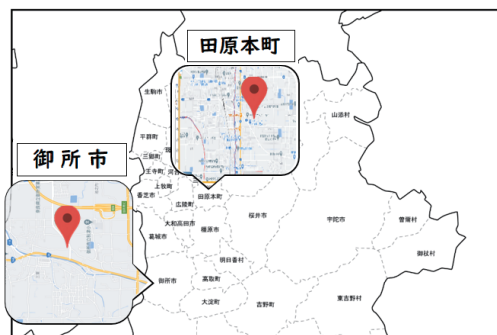 田原本町
生駒市
山添村
平群町
御所市
三郷町
王寺町
河合
上牧町
香芝市
田原本町
広陵町
桜井市
宇陀市
曽爾村
大和高田市
橿原市
葛城市
御杖村
明日香村
御所市
高取町
大淀町
吉野町
東吉野村